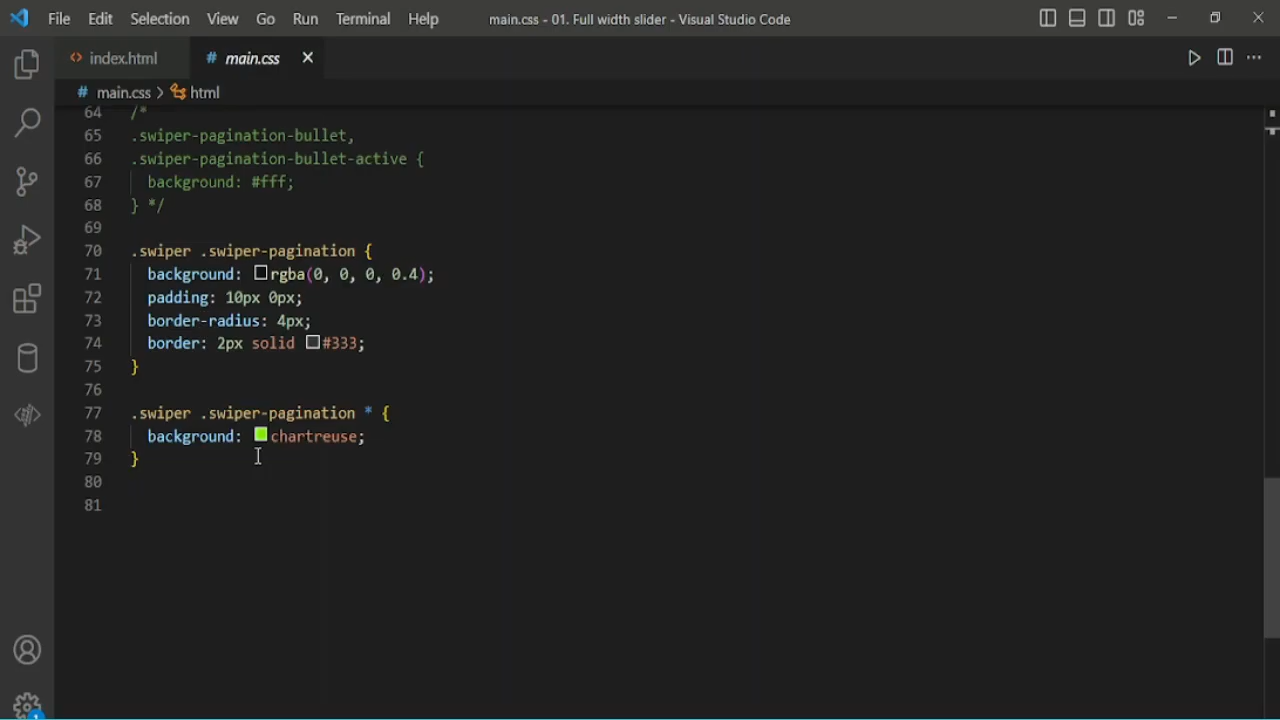 File Edit Selection View Go Run Terminal Help main.css - 01. Full width slider - Visual Studio Code
<> index.html # main.css
# main.css > html
64 /*
65 .swiper-pagination-bullet,
66 .swiper-pagination-bullet-active {
67 background: #fff;
68 } */
69
70 .swiper .swiper-pagination {
71 background: rgba(0, 0, 0, 0.4);
72 padding: 10px 0px;
73 border-radius: 4px;
74 border: 2px solid #333;
75 }
76
77 .swiper .swiper-pagination * {
78 background: chartreuse;
79 }
80
81
1